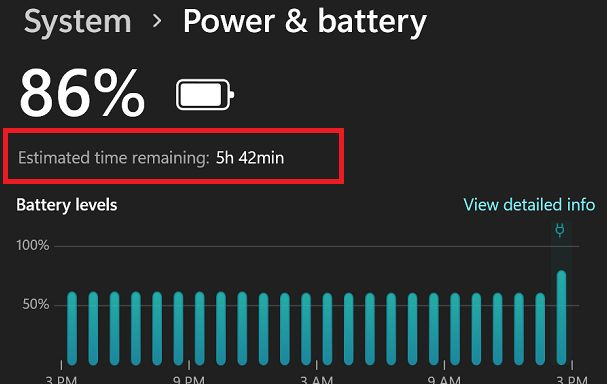 System > Power & battery
86%
Estimated time remaining: 5h 42min
Battery levels View detailed info
100%
50%
3 PM 9 PM 3 AM 9 AM 3 PM